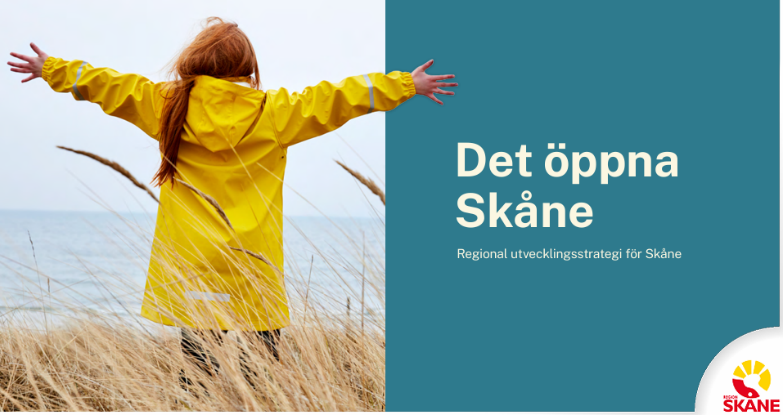 Det öppna
Skåne
Regional utvecklingsstrategi för Skåne
REGION
SKÅNE